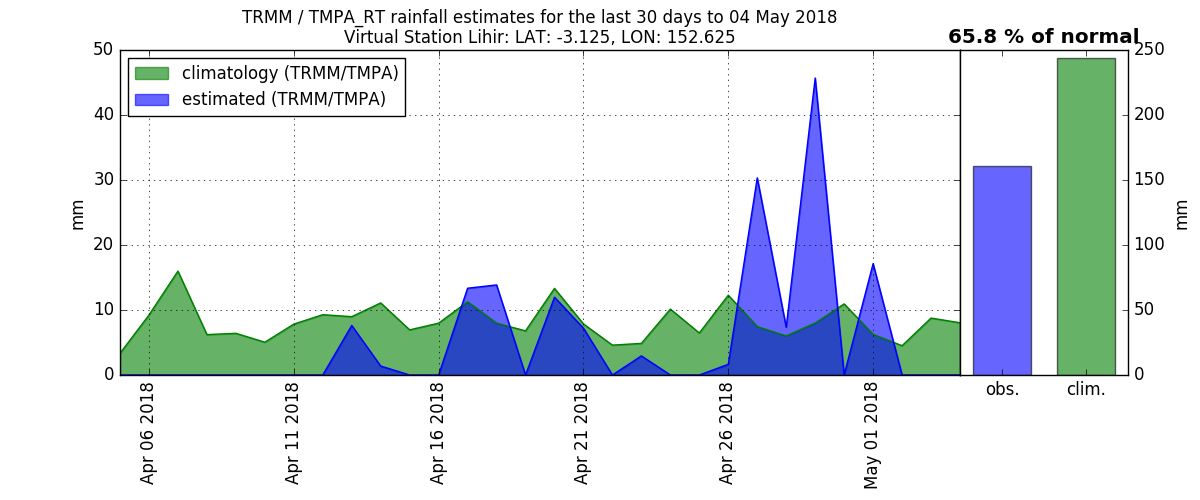 TRMM / TMPA_RT rainfall estimates for the last 30 days to 04 May 2018
Virtual Station Lihir: LAT: -3.125, LON: 152.625
65.8 % of normal
climatology (TRMM/TMPA)
estimated (TRMM/TMPA)
mm
50
40
30
20
10
0
Apr 06 2018
Apr 11 2018
Apr 16 2018
Apr 21 2018
Apr 26 2018
May 01 2018
obs.
clim.
250
200
150
100
50
0
mm